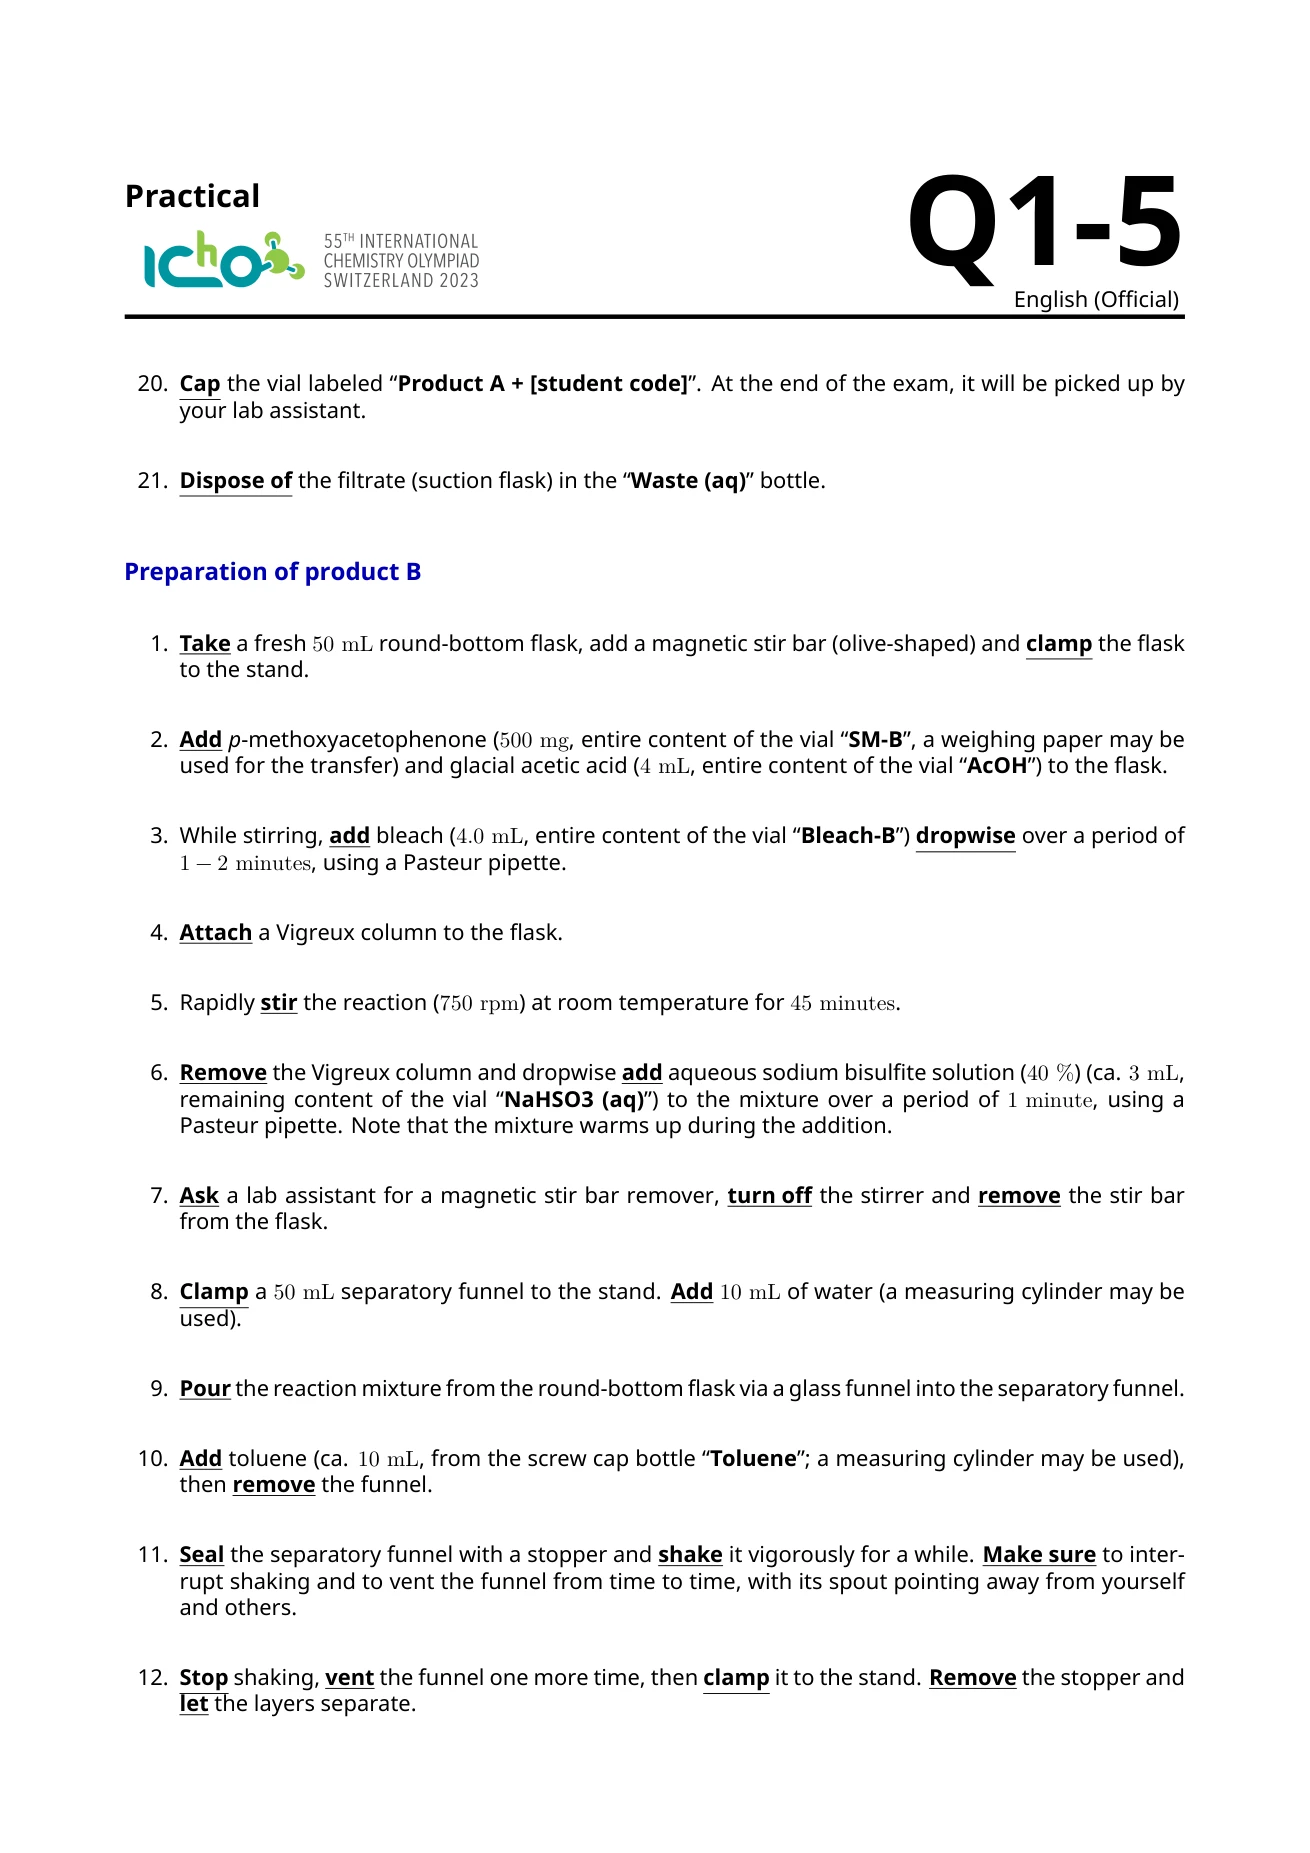 Practical
Q1-5
IChO
55TH INTERNATIONAL
CHEMISTRY OLYMPIAD
SWITZERLAND 2023
English (Official)
20. Cap the vial labeled “Product A + [student code]”. At the end of the exam, it will be picked up by
your lab assistant.
21. Dispose of the filtrate (suction flask) in the “Waste (aq)” bottle.
Preparation of product B
1. Take a fresh 50 mL round-bottom flask, add a magnetic stir bar (olive-shaped) and clamp the flask
to the stand.
2. Add p-methoxyacetophenone (500 mg, entire content of the vial “SM-B”, a weighing paper may be
used for the transfer) and glacial acetic acid (4 mL, entire content of the vial “AcOH”) to the flask.
3. While stirring, add bleach (4.0 mL, entire content of the vial “Bleach-B”) dropwise over a period of
1 – 2 minutes, using a Pasteur pipette.
4. Attach a Vigreux column to the flask.
5. Rapidly stir the reaction (750 rpm) at room temperature for 45 minutes.
6. Remove the Vigreux column and dropwise add aqueous sodium bisulfite solution (40 %) (ca. 3 mL,
remaining content of the vial “NaHSO3 (aq)”) to the mixture over a period of 1 minute, using a
Pasteur pipette. Note that the mixture warms up during the addition.
7. Ask a lab assistant for a magnetic stir bar remover, turn off the stirrer and remove the stir bar
from the flask.
8. Clamp a 50 mL separatory funnel to the stand. Add 10 mL of water (a measuring cylinder may be
used).
9. Pour the reaction mixture from the round-bottom flask via a glass funnel into the separatory funnel.
10. Add toluene (ca. 10 mL, from the screw cap bottle “Toluene”; a measuring cylinder may be used),
then remove the funnel.
11. Seal the separatory funnel with a stopper and shake it vigorously for a while. Make sure to inter-
rupt shaking and to vent the funnel from time to time, with its spout pointing away from yourself
and others.
12. Stop shaking, vent the funnel one more time, then clamp it to the stand. Remove the stopper and
let the layers separate.